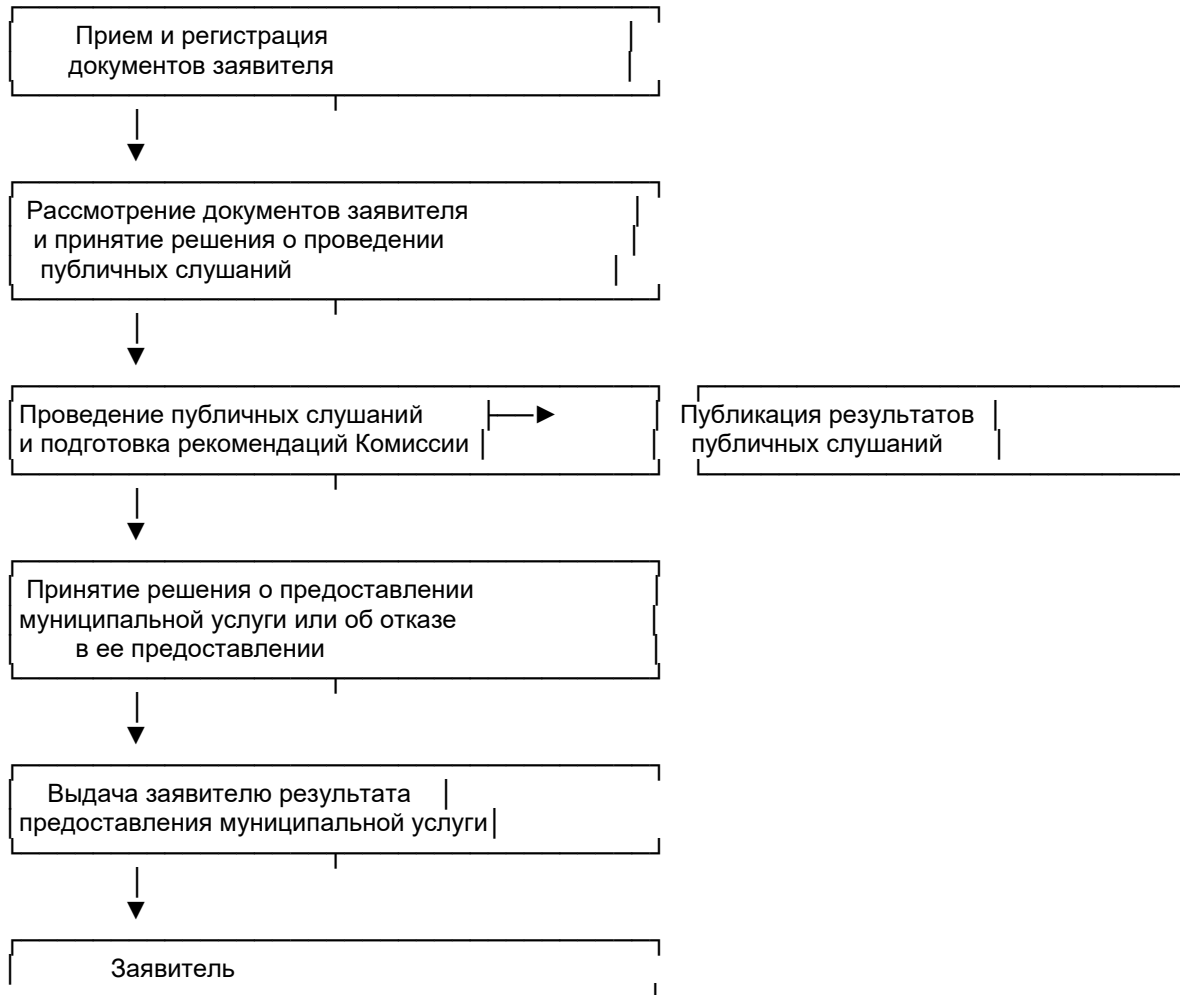 Прием и регистрация
документов заявителя
Рассмотрение документов заявителя
и принятие решения о проведении
публичных слушаний
Проведение публичных слушаний
и подготовка рекомендаций Комиссии
Публикация результатов
публичных слушаний
Принятие решения о предоставлении
муниципальной услуги или об отказе
в ее предоставлении
Выдача заявителю результата
предоставления муниципальной услуги
Заявитель